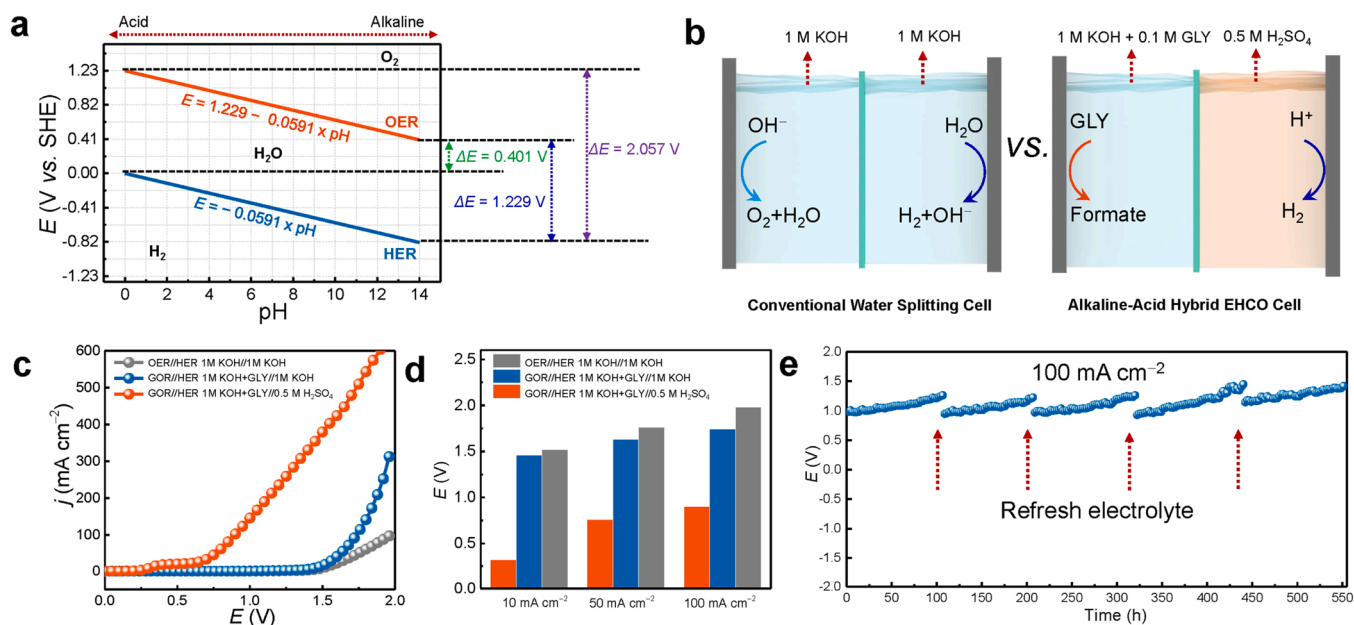 a
Acid
Alkaline
O₂
E = 1.229 − 0.0591 x pH
OER
H₂O
E = − 0.0591 x pH
HER
H₂
1.23
0.82
0.41
0.00
-0.41
-0.82
-1.23
E (V vs. SHE)
0 2 4 6 8 10 12 14
pH
ΔE = 0.401 V
ΔE = 1.229 V
ΔE = 2.057 V
b
1 M KOH
1 M KOH
OH⁻
O₂+H₂O
H₂O
H₂+OH⁻
Conventional Water Splitting Cell
VS.
1 M KOH + 0.1 M GLY
0.5 M H₂SO₄
GLY
Formate
H⁺
H₂
Alkaline-Acid Hybrid EHCO Cell
c
OER//HER 1M KOH//1M KOH
GOR//HER 1M KOH+GLY//1M KOH
GOR//HER 1M KOH+GLY//0.5 M H₂SO₄
600
500
400
300
200
100
0
j (mA cm⁻²)
0.0 0.5 1.0 1.5 2.0
E (V)
d
OER//HER 1M KOH//1M KOH
GOR//HER 1M KOH+GLY//1M KOH
GOR//HER 1M KOH+GLY//0.5 M H₂SO₄
2.5
2.0
1.5
1.0
0.5
0.0
E (V)
10 mA cm⁻² 50 mA cm⁻² 100 mA cm⁻²
e
100 mA cm⁻²
Refresh electrolyte
2.0
1.5
1.0
0.5
0.0
-0.5
-1.0
-1.5
-2.0
E (V)
0 50 100 150 200 250 300 350 400 450 500 550
Time (h)